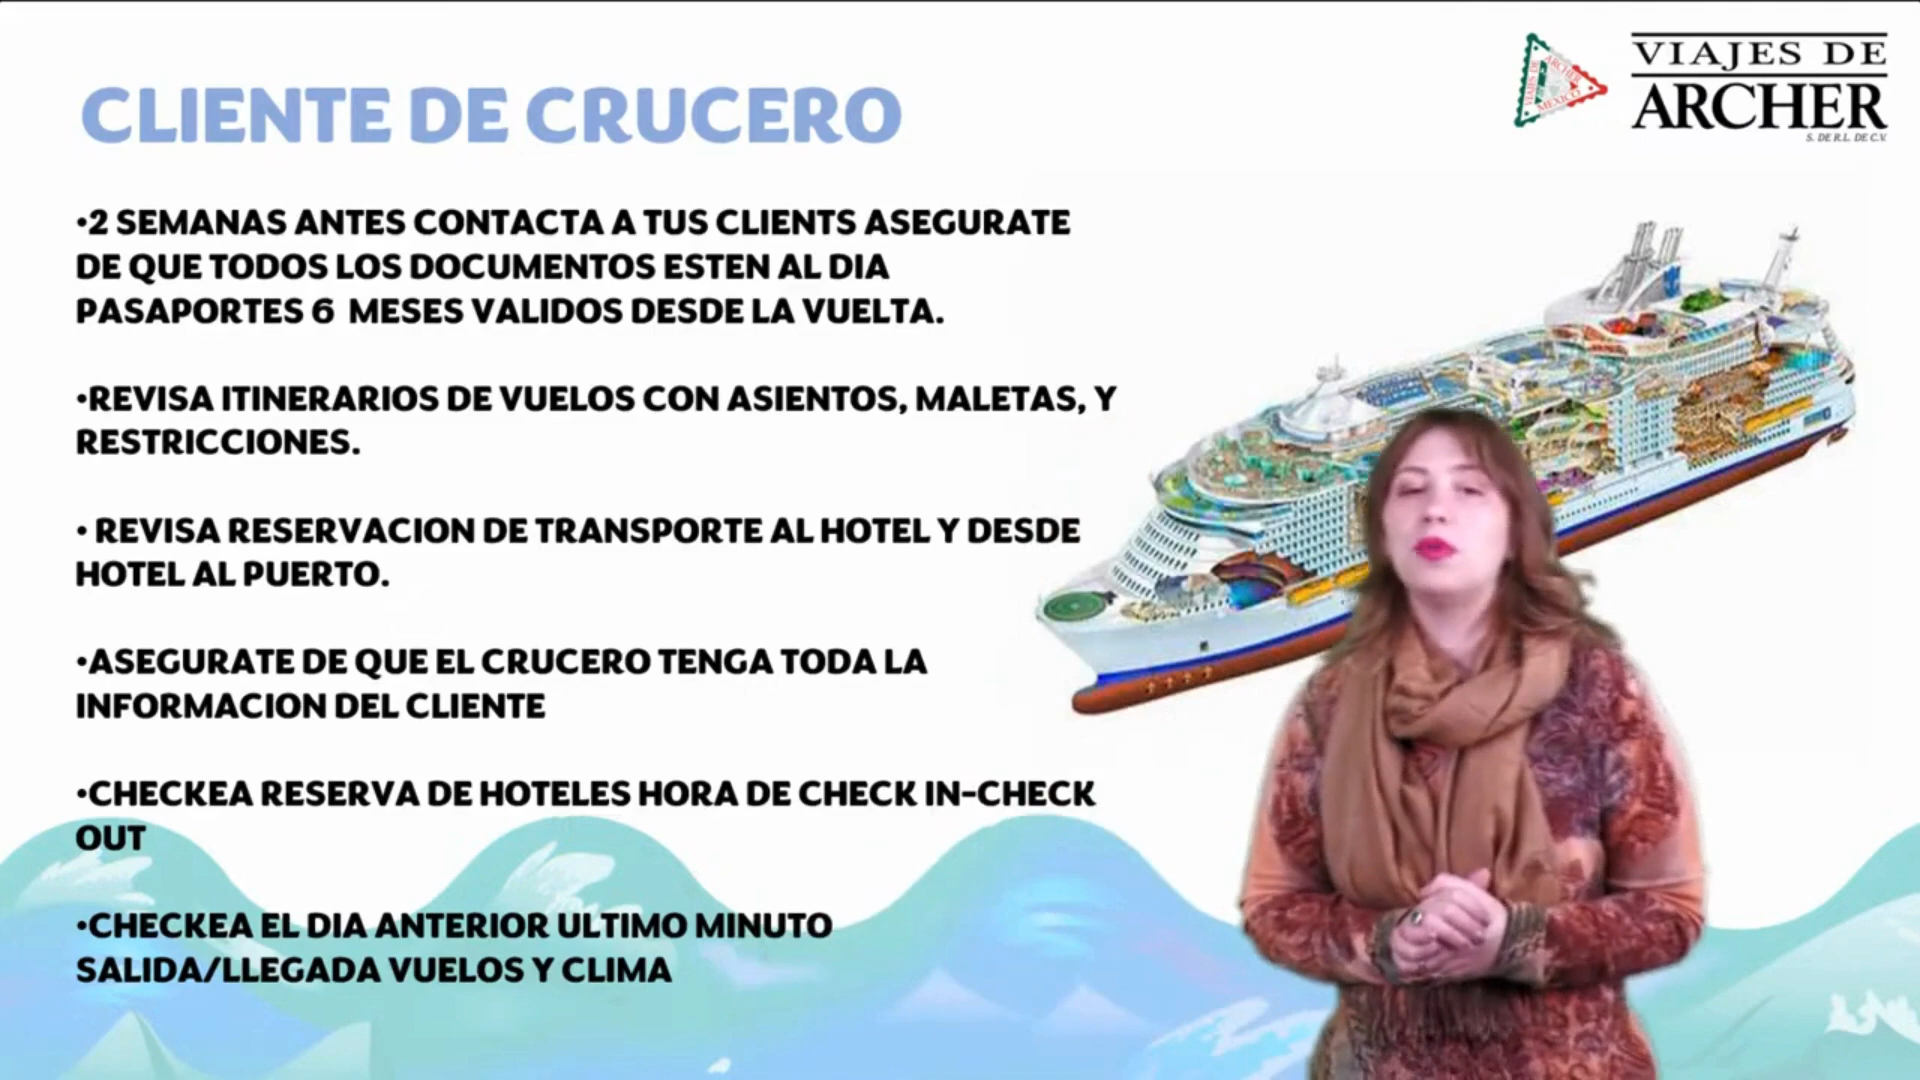 VIAJES DE
ARCHER
S. DE R.L. DE C.V.
VIAJES DE ARCHER MEXICO
CLIENTE DE CRUCERO
•2 SEMANAS ANTES CONTACTA A TUS CLIENTS ASEGURATE
DE QUE TODOS LOS DOCUMENTOS ESTEN AL DIA
PASAPORTES 6 MESES VALIDOS DESDE LA VUELTA.
•REVISA ITINERARIOS DE VUELOS CON ASIENTOS, MALETAS, Y
RESTRICCIONES.
• REVISA RESERVACION DE TRANSPORTE AL HOTEL Y DESDE
HOTEL AL PUERTO.
•ASEGURATE DE QUE EL CRUCERO TENGA TODA LA
INFORMACION DEL CLIENTE
•CHECKEA RESERVA DE HOTELES HORA DE CHECK IN-CHECK
OUT
•CHECKEA EL DIA ANTERIOR ULTIMO MINUTO
SALIDA/LLEGADA VUELOS Y CLIMA